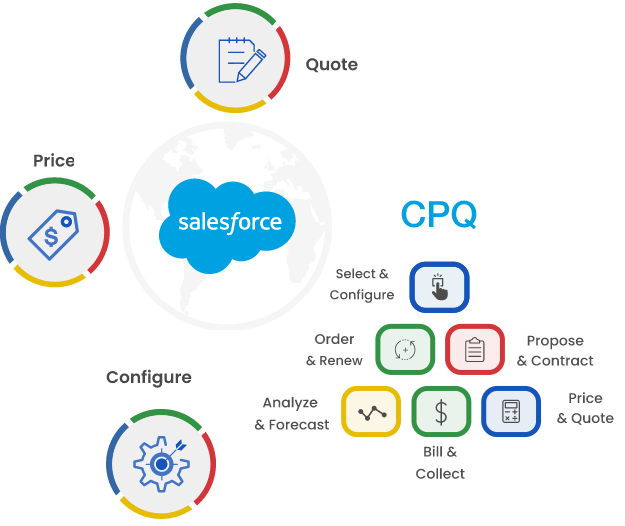 Quote
Price
salesforce
CPQ
Select &
Configure
Order
& Renew
Propose
& Contract
Configure
Analyze
& Forecast
Price
& Quote
Bill &
Collect